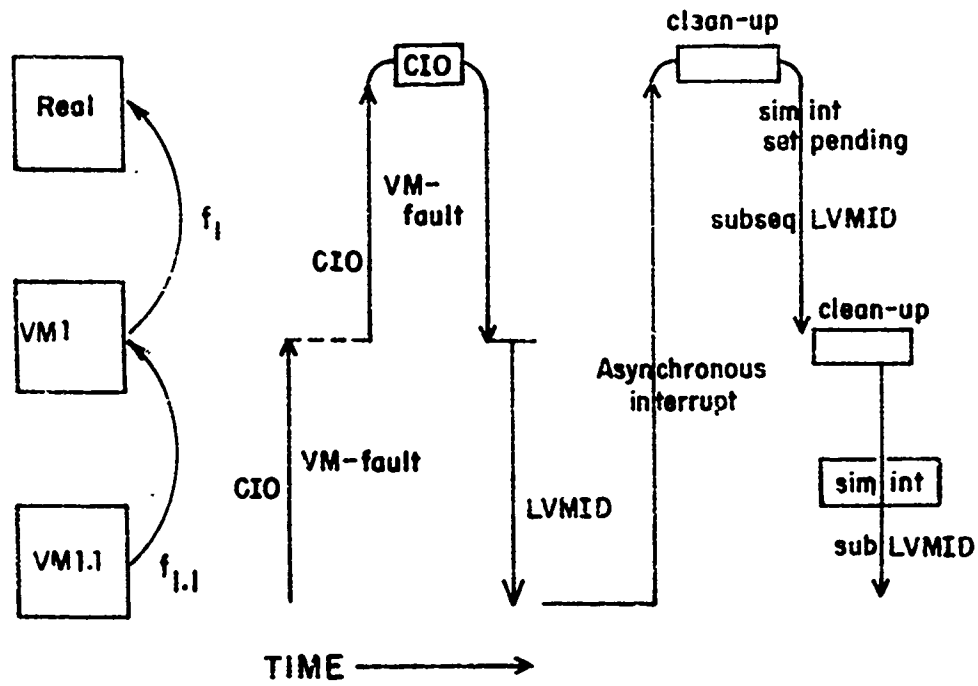 Real
f1
VM1
VM1.1
f1.1
CIO
VM-fault
CIO
VM-
fault
CIO
LVMID
TIME
Asynchronous
interrupt
clean-up
sim int
set pending
subseq LVMID
clean-up
sim int
sub LVMID